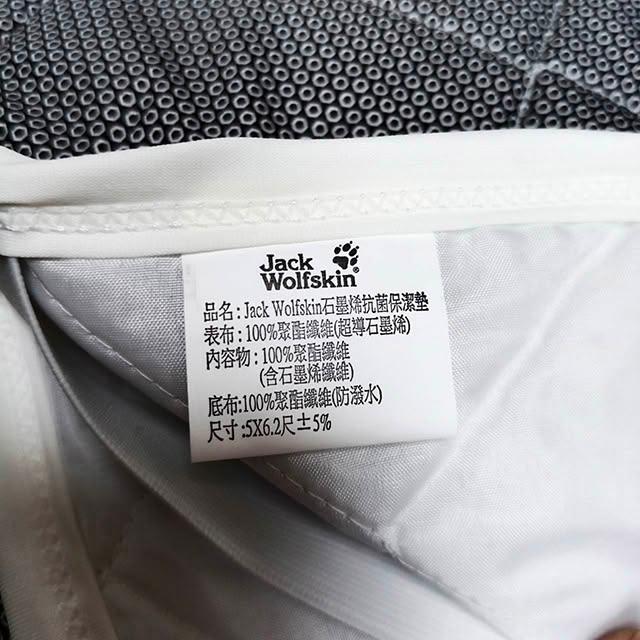 Jack
Wolfskin®
品名:Jack Wolfskin石墨烯抗菌保潔墊
表布:100%聚酯纖維(超導石墨烯)
內容物:100%聚酯纖維
(含石墨烯纖維)
底布:100%聚酯纖維(防潑水)
尺寸:5X6.2尺±5%